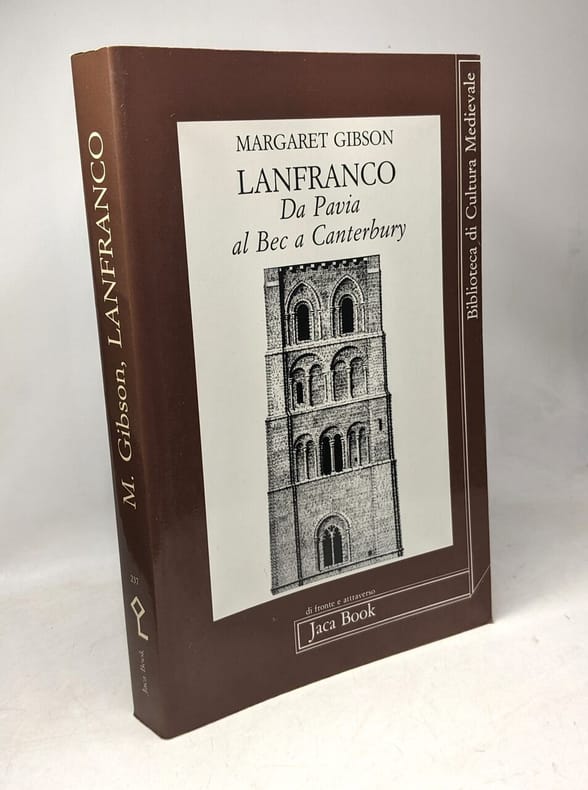 MARGARET GIBSON
LANFRANCO
Da Pavia
al Bec a Canterbury
Biblioteca di Cultura Medievale
di fronte e attraverso
Jaca Book
M. Gibson, LANFRANCO
237
Jaca Book